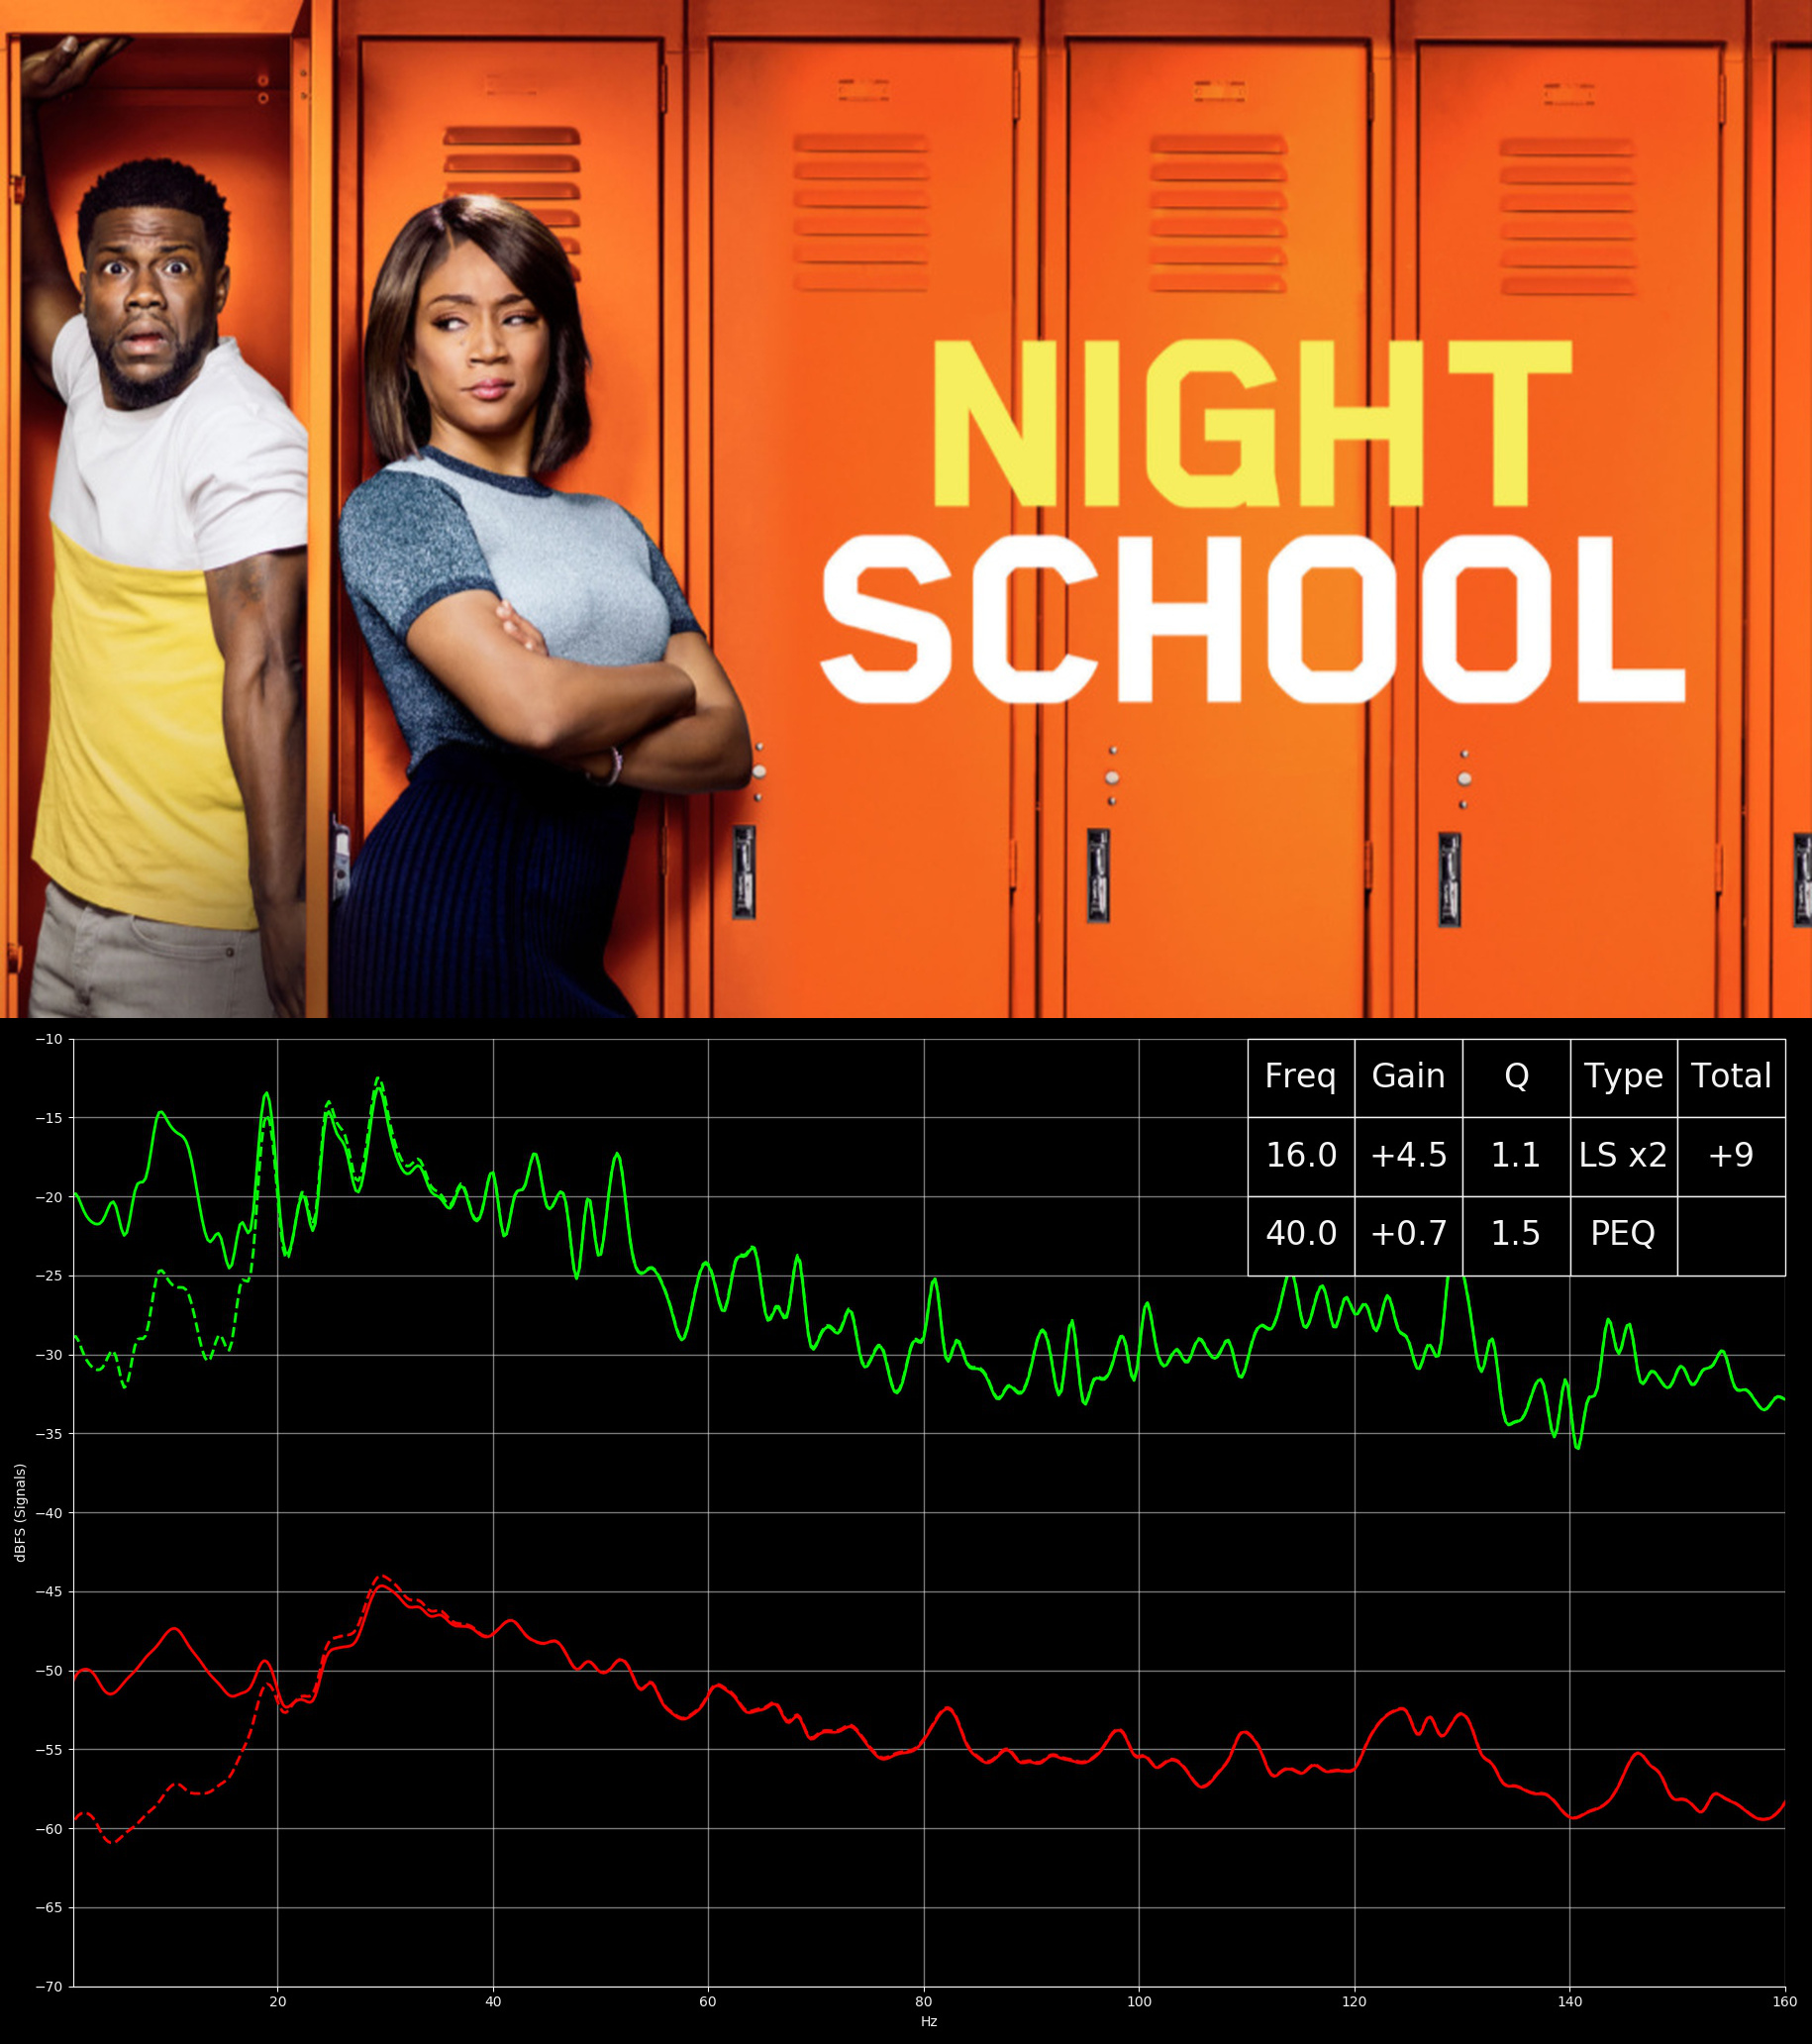 NIGHT
SCHOOL
Freq Gain Q Type Total
16.0 +4.5 1.1 LS x2 +9
40.0 +0.7 1.5 PEQ
−10
−15
−20
−25
−30
−35
−40
−45
−50
−55
−60
−65
−70
dBFS (Signals)
20 40 60 80 100 120 140 160
Hz